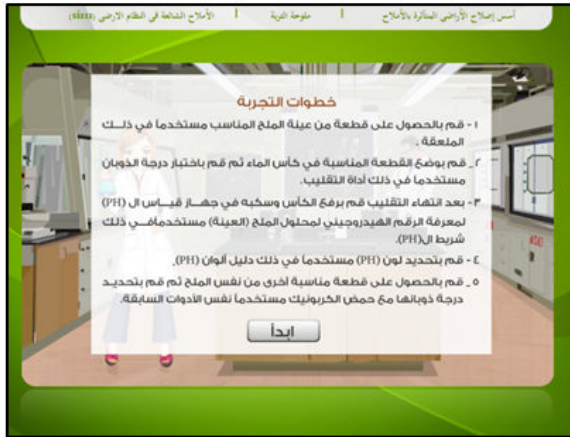 أسس إصلاح الأراضي المتأثرة بالأملاح | ملوحة التربة | الأملاح الشائعة في النظام الارضي
خطوات التجربة
١- قم بالحصول على قطعة من عينة الملح المناسب مستخدماً في ذلك
الملعقة .
٢_ قم بوضع القطعة المناسبة في كأس الماء ثم قم باختبار درجة الذوبان
مستخدماً في ذلك أداة التقليب.
٣- بعد انتهاء التقليب قم برفع الكأس وسكبه في جهاز قياس ال (PH)
لمعرفة الرقم الهيدروجيني لمحلول الملح (العينة) مستخدمافي ذلك
شريط ال(PH).
٤- قم بتحديد لون (PH) مستخدماً في ذلك دليل ألوان (PH).
٥_ قم بالحصول على قطعة مناسبة أخرى من نفس الملح ثم قم بتحديد
درجة ذوبانها مع حمض الكربونيك مستخدماً نفس الأدوات السابقة.
ابدأ